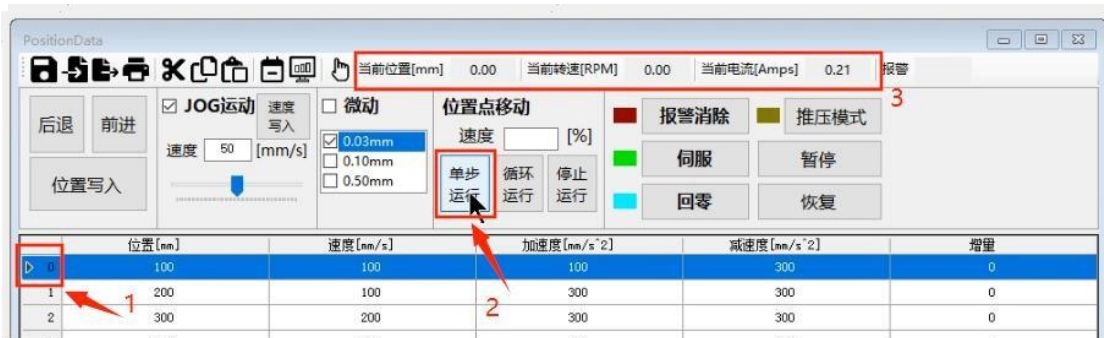 PositionData
当前位置[mm] 0.00 当前转速[RPM] 0.00 当前电流[Amps] 0.21 报警
3
后退 前进 JOG运动 速度写入 微动 位置点移动 报警消除 推压模式
速度 50 [mm/s] 0.03mm 速度 [%]
0.10mm
0.50mm
位置写入 单步运行 循环运行 停止运行 伺服 暂停
回零 恢复
位置[mm] 速度[mm/s] 加速度[mm/s^2] 减速度[mm/s^2] 增量
0 100 100 100 300 0
1 200 100 300 300 0
2 300 200 300 300 0
1
2